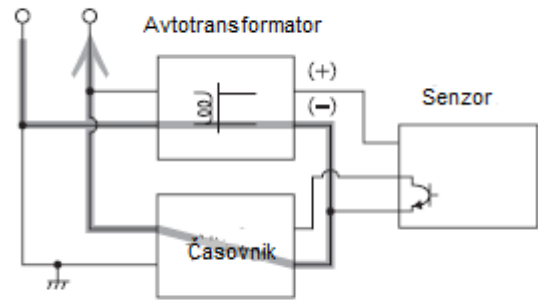 Avtotransformator
(+)
(−)
Senzor
Časovnik